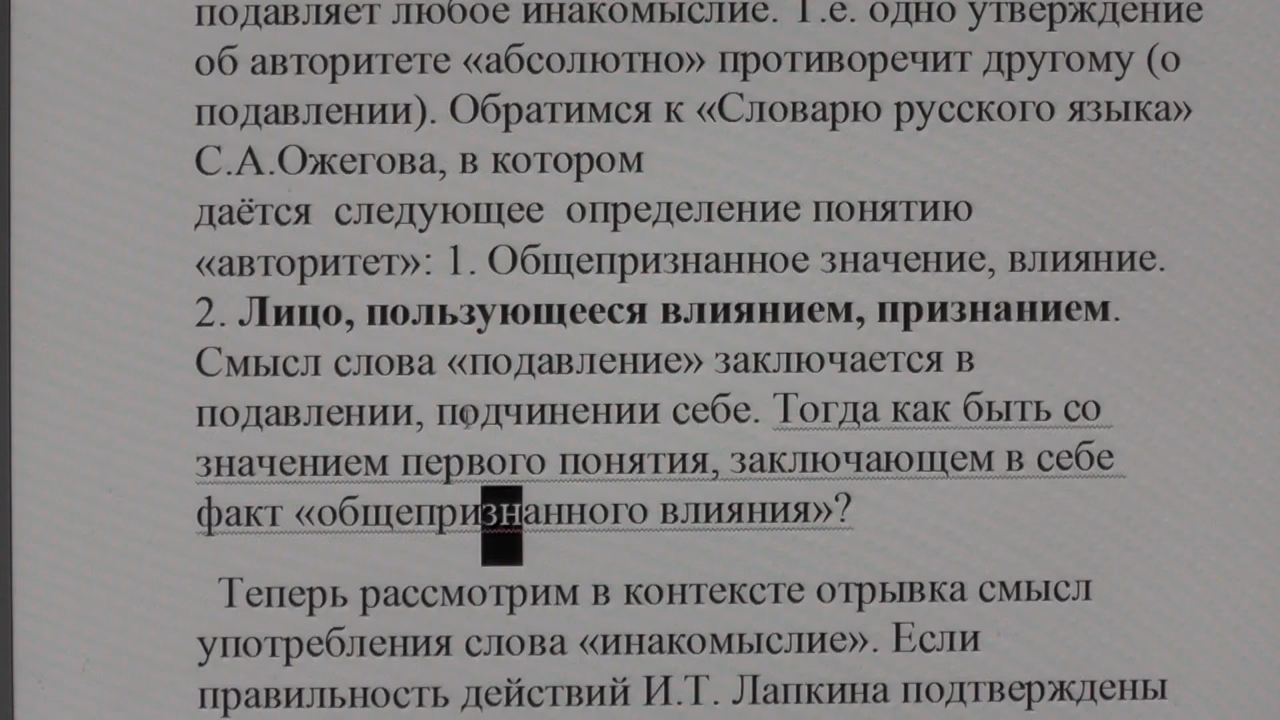 подавляет любое инакомыслие. Т.е. одно утверждение
об авторитете «абсолютно» противоречит другому (о
подавлении). Обратимся к «Словарю русского языка»
С.А.Ожегова, в котором
даётся следующее определение понятию
«авторитет»: 1. Общепризнанное значение, влияние.
2. Лицо, пользующееся влиянием, признанием.
Смысл слова «подавление» заключается в
подавлении, подчинении себе. Тогда как быть со
значением первого понятия, заключающем в себе
факт «общепризнанного влияния»?
Теперь рассмотрим в контексте отрывка смысл
употребления слова «инакомыслие». Если
правильность действий И.Т. Лапкина подтверждены